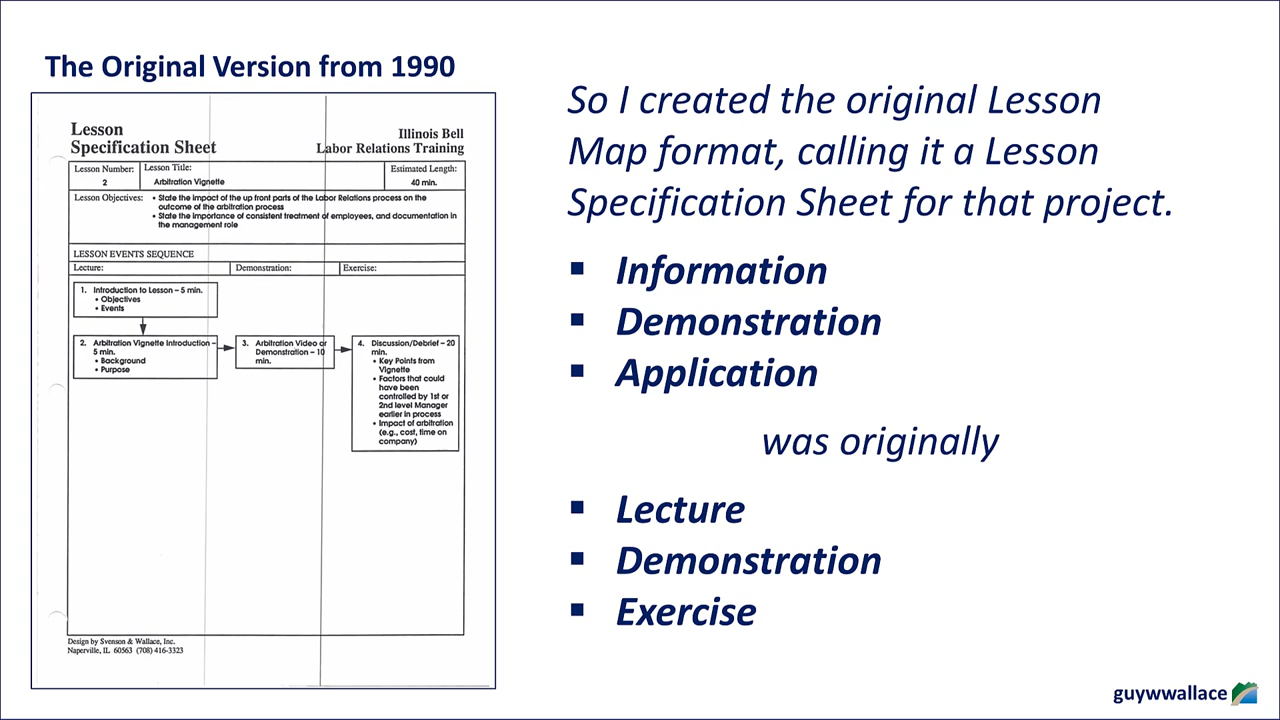 The Original Version from 1990
Lesson
Specification Sheet
Illinois Bell
Labor Relations Training
Lesson Number:
2
Lesson Title:
Arbitration Vignette
Estimated Length:
40 min.
Lesson Objectives:
• State the impact of the up front parts of the Labor Relations process on the
outcome of the arbitration process
• State the importance of consistent treatment of employees, and documentation in
the management role
LESSON EVENTS SEQUENCE
Lecture:
Demonstration:
Exercise:
1. Introduction to Lesson – 5 min.
• Objectives
• Events
2. Arbitration Vignette Introduction –
5 min.
• Background
• Purpose
3. Arbitration Video or
Demonstration – 10
min.
4. Discussion/Debrief – 20
min.
• Key Points from
Vignette
• Factors that could
have been
controlled by 1st or
2nd level Manager
earlier in process
• Impact of arbitration
(e.g., cost, time on
company)
Design by Svenson & Wallace, Inc.
Naperville, IL 60563 (708) 416-3323
So I created the original Lesson
Map format, calling it a Lesson
Specification Sheet for that project.
▪ Information
▪ Demonstration
▪ Application
was originally
▪ Lecture
▪ Demonstration
▪ Exercise
guywwallace